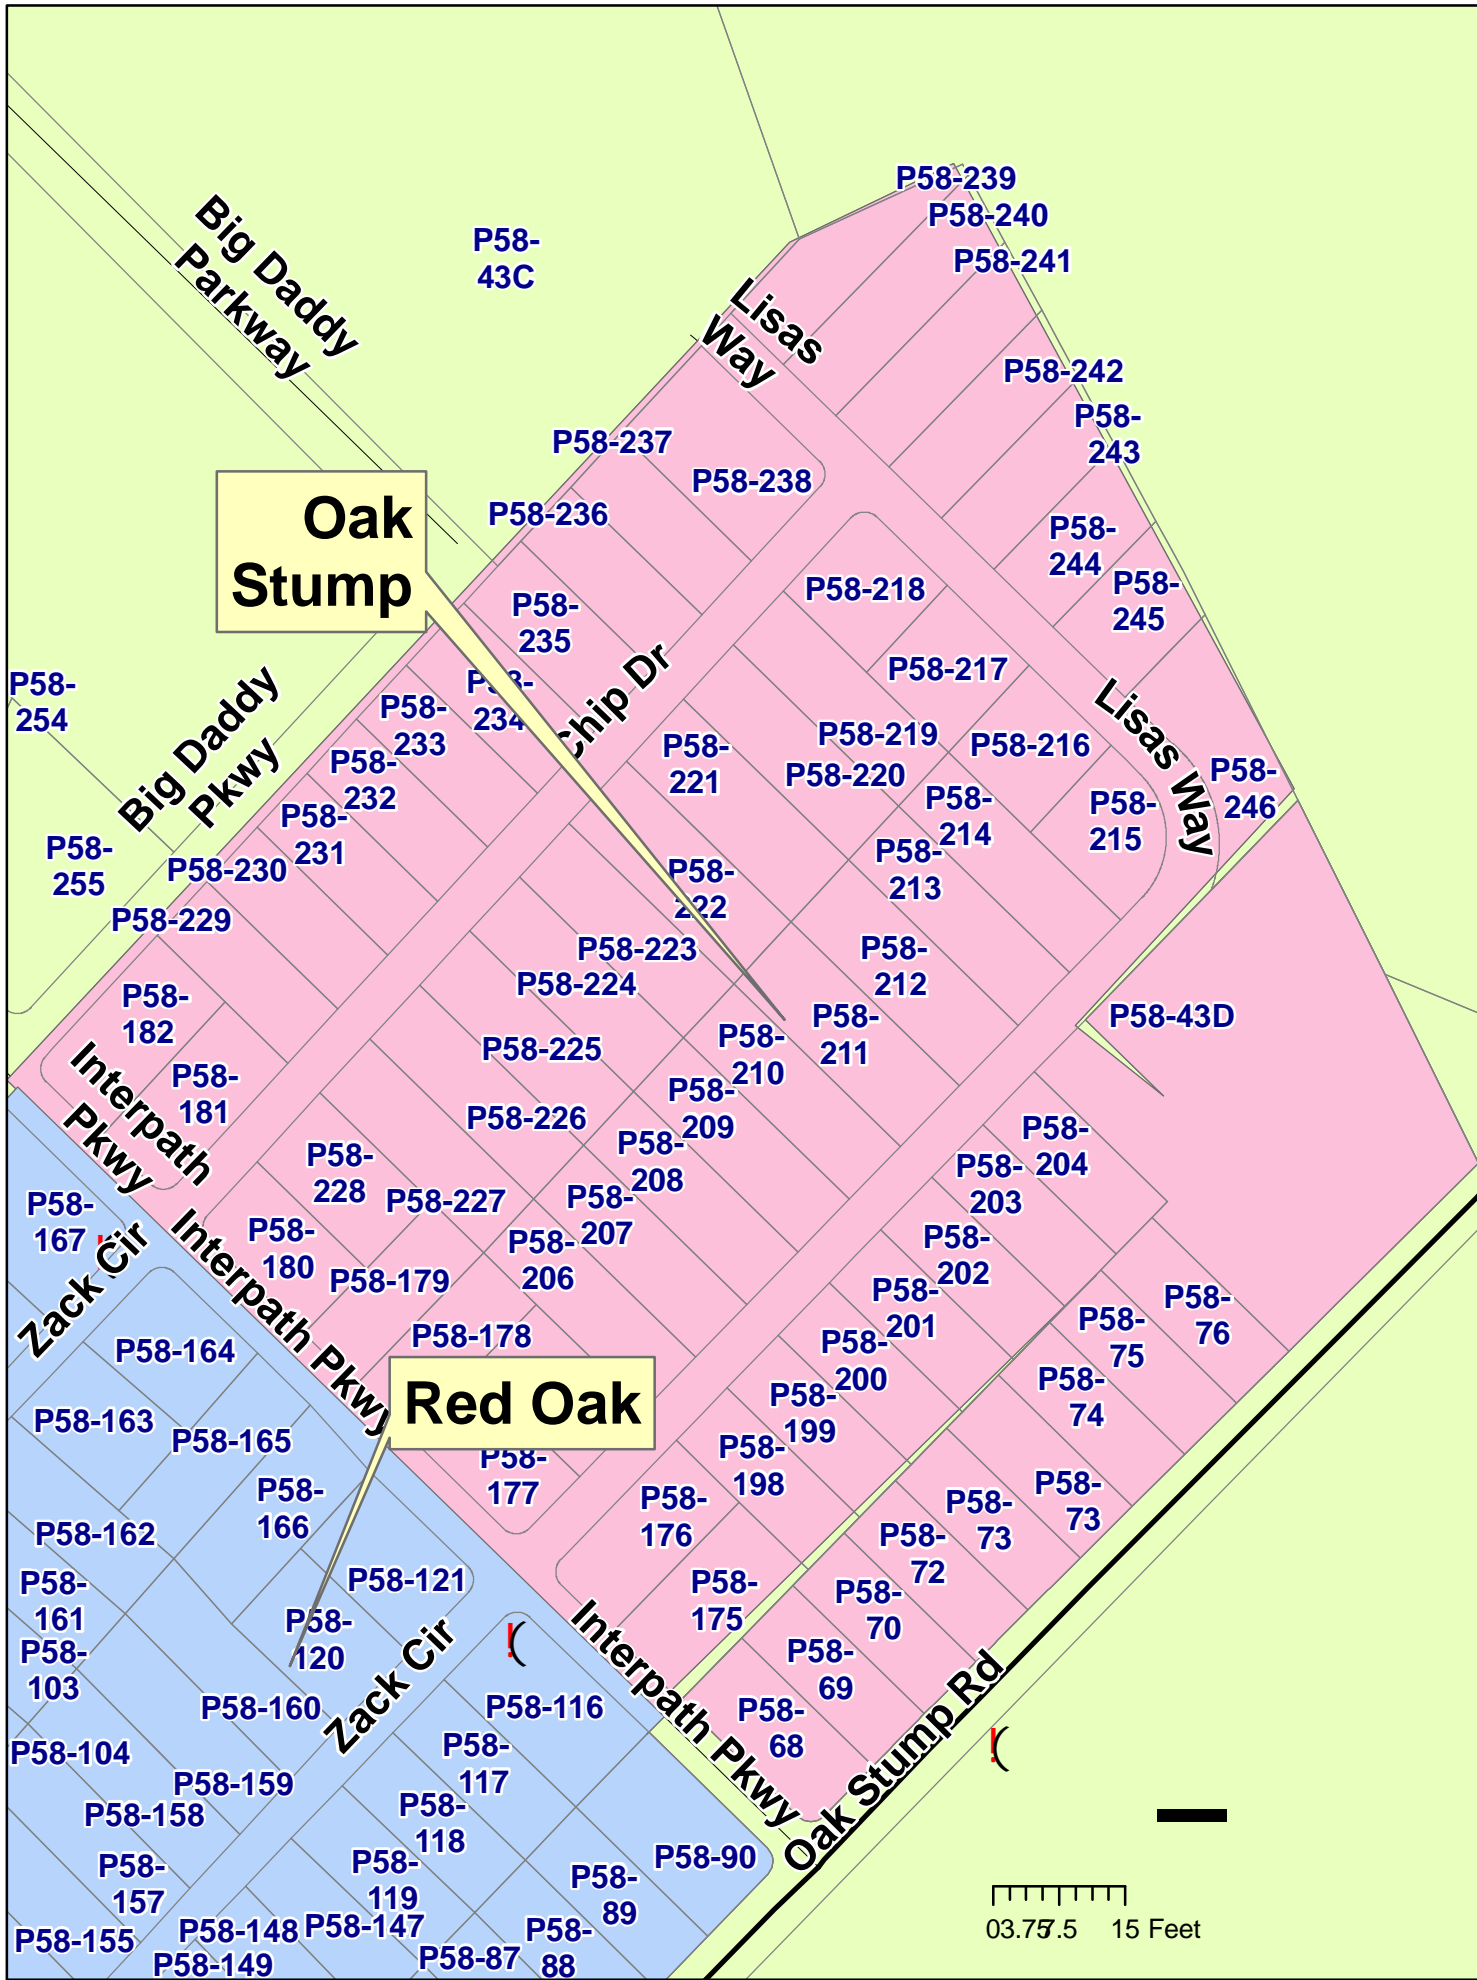 P58-239
P58-240
P58-241
Big Daddy
Parkway
P58-
43C
Lisas
Way
P58-242
P58-
243
P58-237
P58-238
P58-236
Oak
Stump
P58-
244
P58-
245
P58-218
P58-
235
P58-217
P58-
234
Chip Dr
P58-
254
P58-
233
Big Daddy
Pkwy
P58-219
P58-216
P58-
221
P58-220
Lisas Way
P58-
246
P58-
232
P58-
214
P58-
215
P58-
231
P58-
255
P58-230
P58-
213
P58-
222
P58-229
P58-223
P58-
212
P58-224
P58-
182
P58-
211
P58-43D
P58-
210
P58-225
Interpath
Pkwy
P58-
181
P58-
209
P58-226
P58-
208
P58-
204
P58-
228
P58-
203
P58-227
P58-
207
P58-
167
Zack Cir
Interpath Pkwy
P58-
180
P58-
206
P58-
202
P58-179
P58-
201
P58-
76
P58-178
P58-
75
P58-164
P58-
200
P58-
74
Red Oak
P58-
199
P58-163
P58-165
P58-
198
P58-
177
P58-
166
P58-
176
P58-
73
P58-
73
P58-162
P58-
72
P58-121
P58-
161
P58-
175
P58-
70
P58-
120
P58-
103
Zack Cir
!(
Interpath Pkwy
P58-
69
Oak Stump Rd
P58-160
P58-116
P58-
68
!(
P58-104
P58-
117
P58-159
P58-158
P58-
118
P58-90
P58-
157
P58-
119
P58-
89
P58-155
P58-148
P58-147
P58-149
P58-87
P58-
88
03.757.5 15 Feet